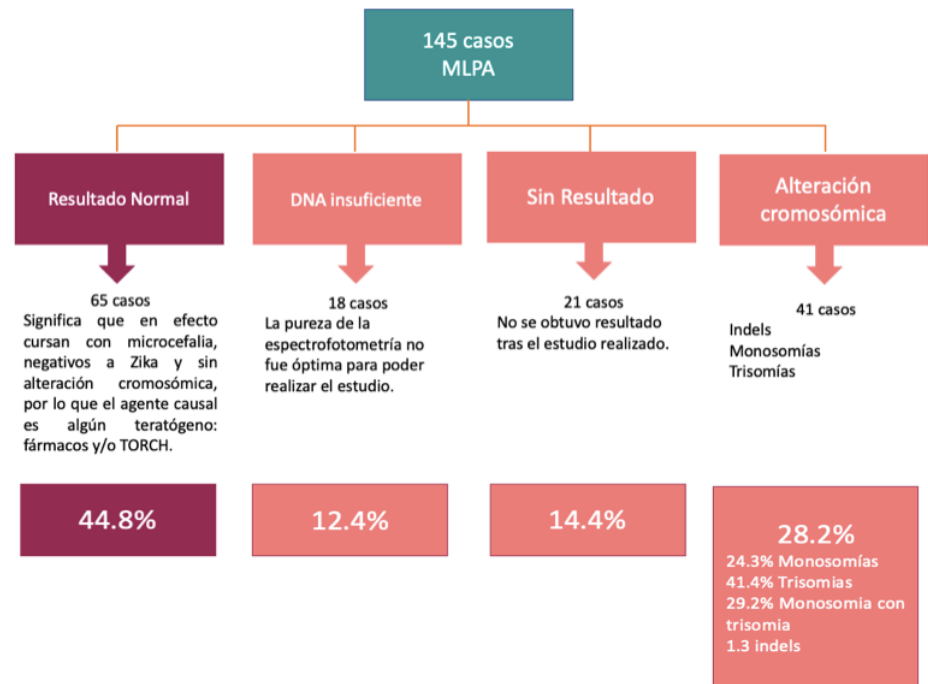 145 casos
MLPA
Resultado Normal
DNA insuficiente
Sin Resultado
Alteración
cromosómica
65 casos
Significa que en efecto
cursan con microcefalia,
negativos a Zika y sin
alteración cromosómica,
por lo que el agente causal
es algún teratógeno:
fármacos y/o TORCH.
18 casos
La pureza de la
espectrofotometría no
fue óptima para poder
realizar el estudio.
21 casos
No se obtuvo resultado
tras el estudio realizado.
41 casos
Indels
Monosomías
Trisomías
44.8%
12.4%
14.4%
28.2%
24.3% Monosomías
41.4% Trisomias
29.2% Monosomia con
trisomia
1.3 indels